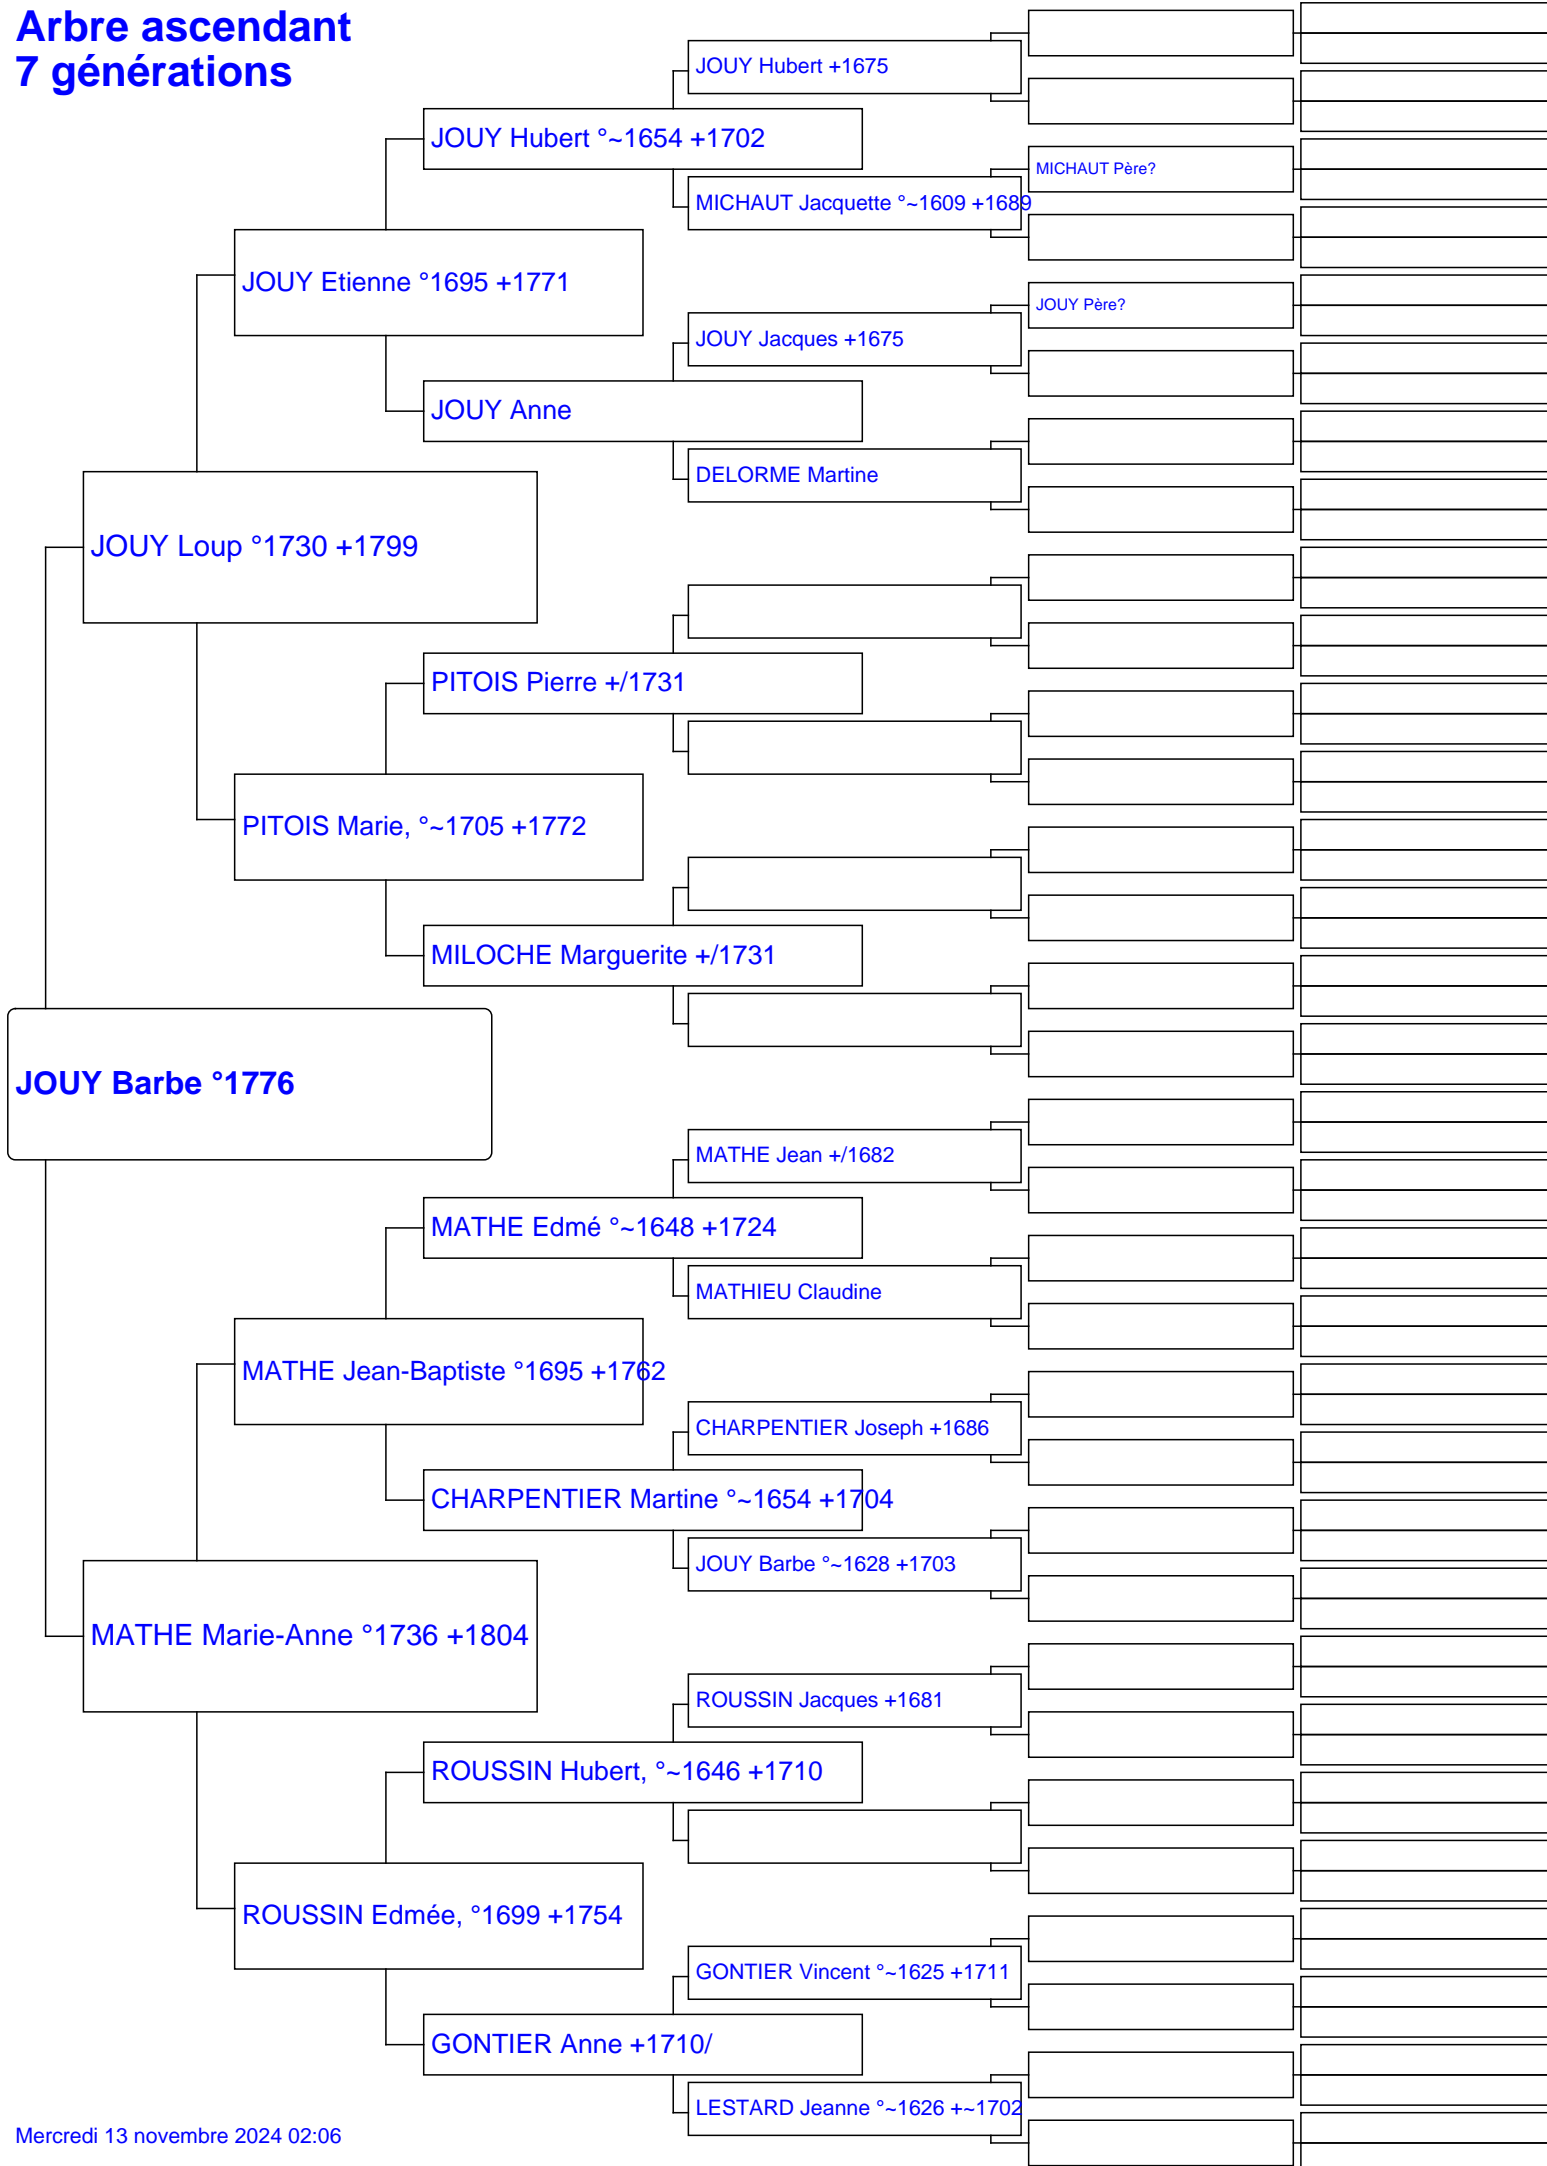 Arbre ascendant
7 générations
JOUY Hubert +1675
JOUY Hubert °~1654 +1702
MICHAUT Père?
MICHAUT Jacquette °~1609 +1689
JOUY Etienne °1695 +1771
JOUY Père?
JOUY Jacques +1675
JOUY Anne
DELORME Martine
JOUY Loup °1730 +1799
PITOIS Pierre +/1731
PITOIS Marie, °~1705 +1772
MILOCHE Marguerite +/1731
JOUY Barbe °1776
MATHE Jean +/1682
MATHE Edmé °~1648 +1724
MATHIEU Claudine
MATHE Jean-Baptiste °1695 +1762
CHARPENTIER Joseph +1686
CHARPENTIER Martine °~1654 +1704
JOUY Barbe °~1628 +1703
MATHE Marie-Anne °1736 +1804
ROUSSIN Jacques +1681
ROUSSIN Hubert, °~1646 +1710
ROUSSIN Edmée, °1699 +1754
GONTIER Vincent °~1625 +1711
GONTIER Anne +1710/
LESTARD Jeanne °~1626 +~1702
Mercredi 13 novembre 2024 02:06